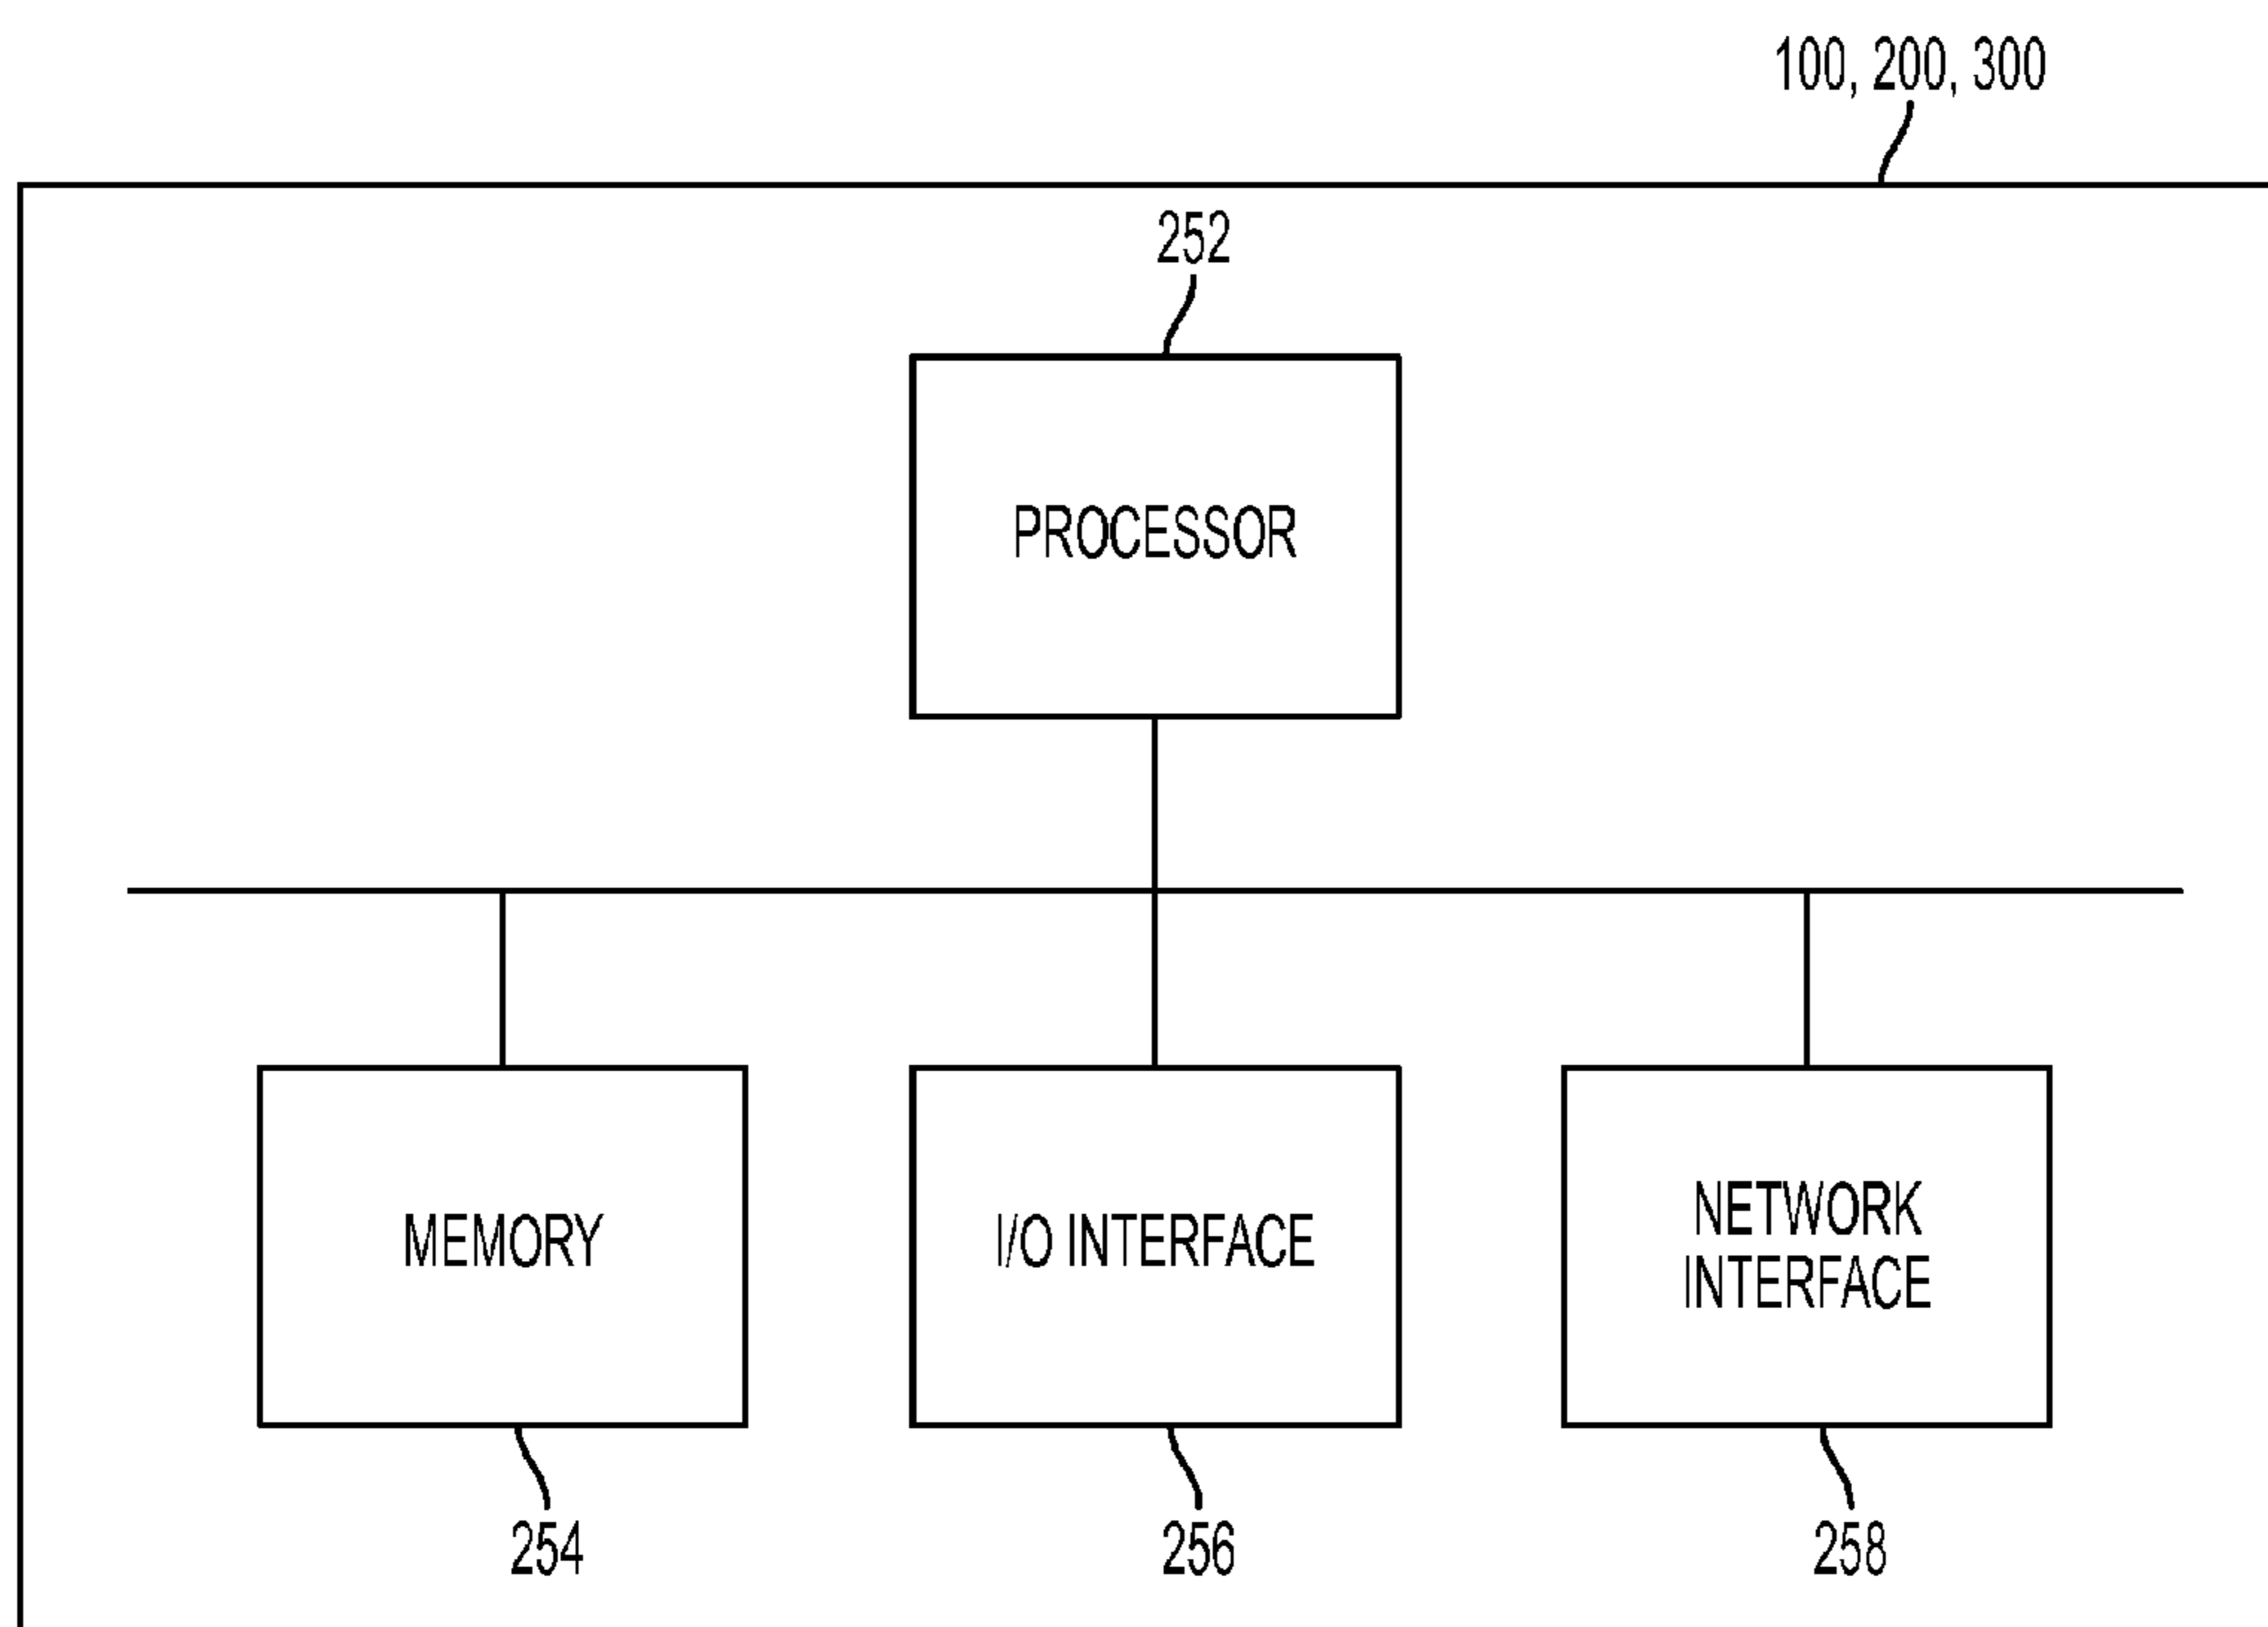 100, 200, 300
252
PROCESSOR
MEMORY
I/O INTERFACE
NETWORK
INTERFACE
254
256
258